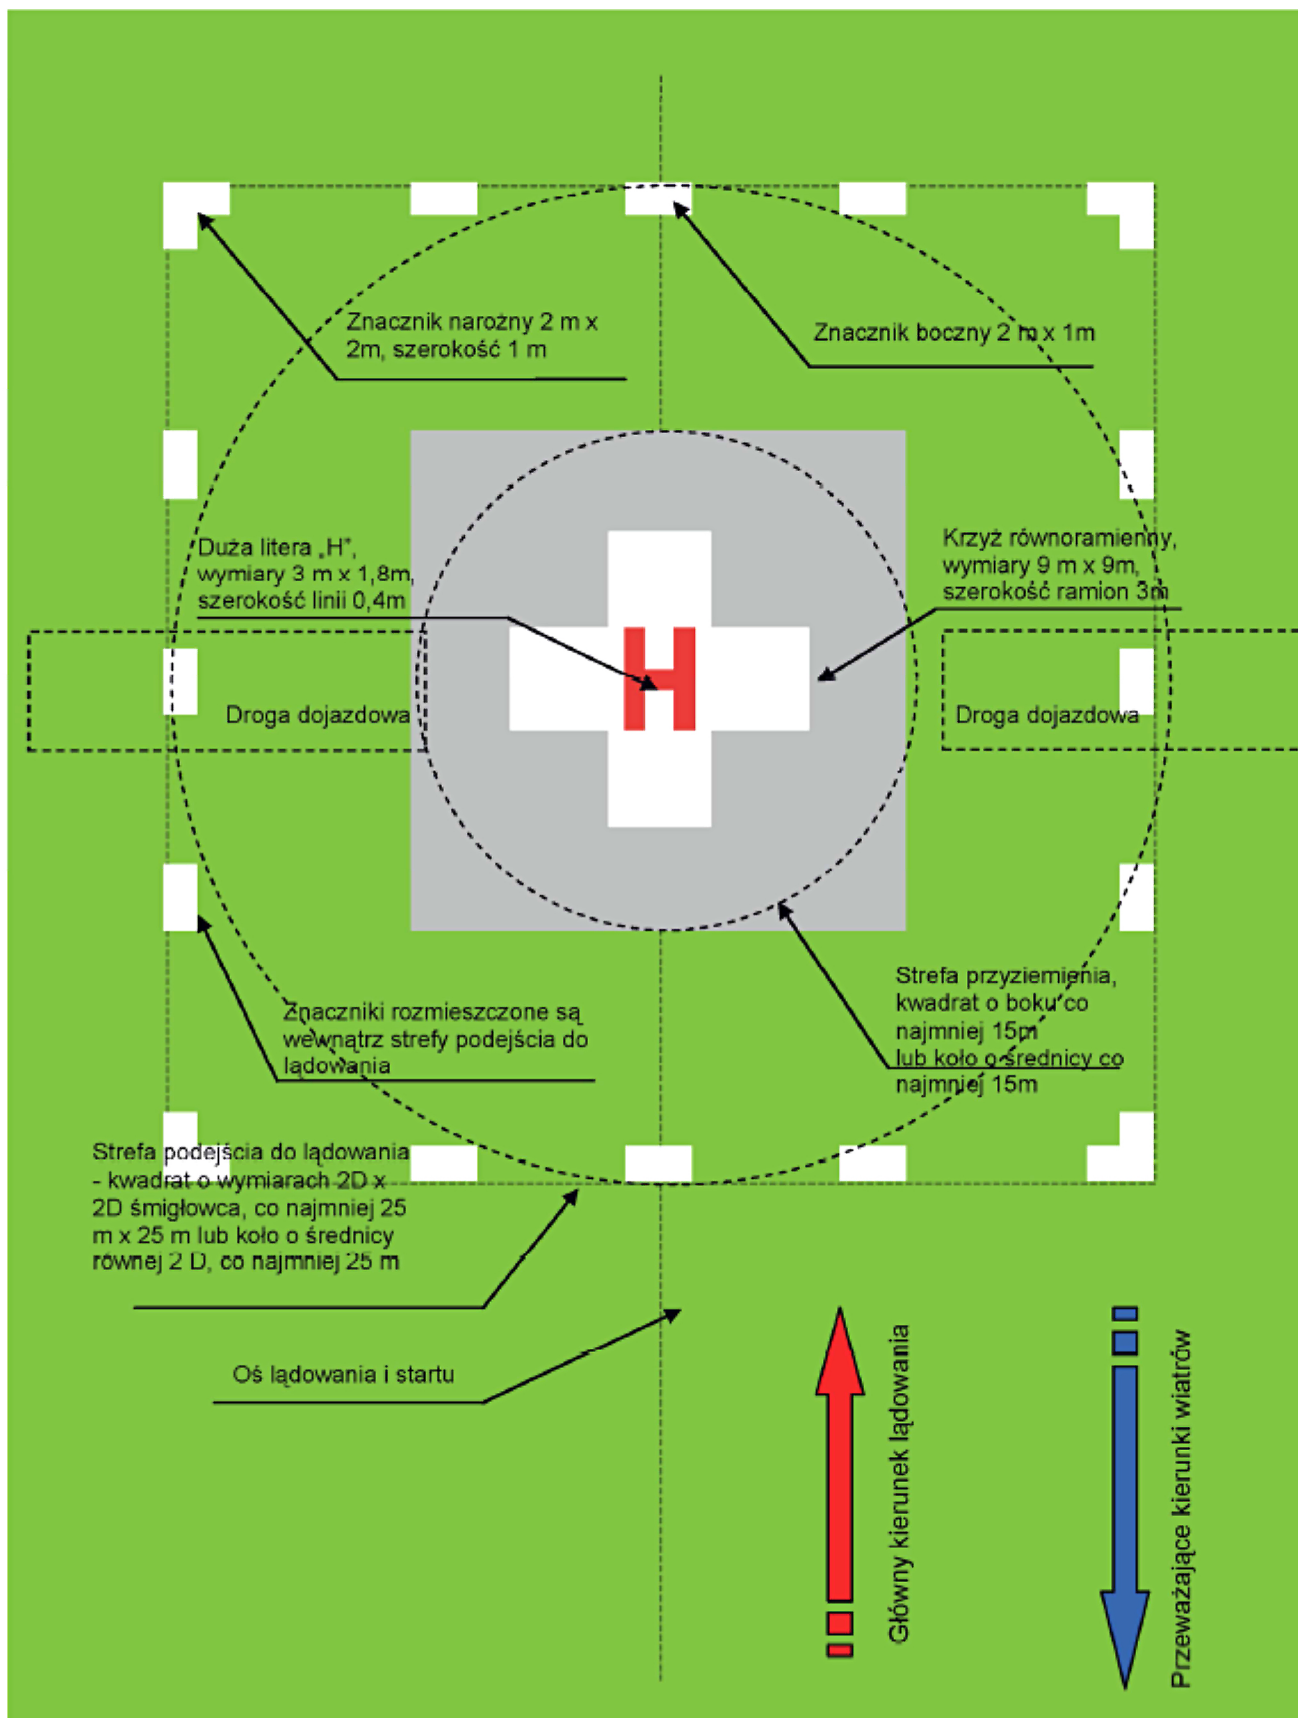 Znacznik narożny 2 m x
2m, szerokość 1 m
Znacznik boczny 2 m x 1m
Duża litera „H”,
wymiary 3 m x 1,8m,
szerokość linii 0,4m
Krzyż równoramienny,
wymiary 9 m x 9m,
szerokość ramion 3m
H
Droga dojazdowa
Droga dojazdowa
Strefa przyziemienia,
kwadrat o boku co
najmniej 15m
lub koło o średnicy co
najmniej 15m
Znaczniki rozmieszczone są
wewnątrz strefy podejścia do
lądowania
Strefa podejścia do lądowania
- kwadrat o wymiarach 2D x
2D śmigłowca, co najmniej 25
m x 25 m lub koło o średnicy
równej 2 D, co najmniej 25 m
Oś lądowania i startu
Główny kierunek lądowania
Przeważające kierunki wiatrów